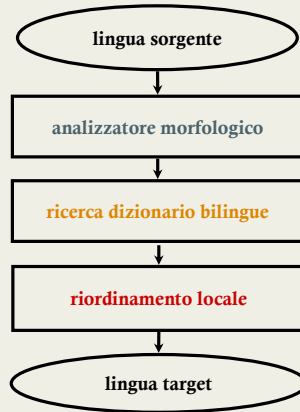 lingua sorgente
analizzatore morfologico
ricerca dizionario bilingue
riordinamento locale
lingua target